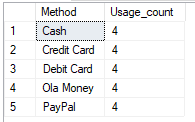 Method Usage_count
1 Cash 4
2 Credit Card 4
3 Debit Card 4
4 Ola Money 4
5 PayPal 4